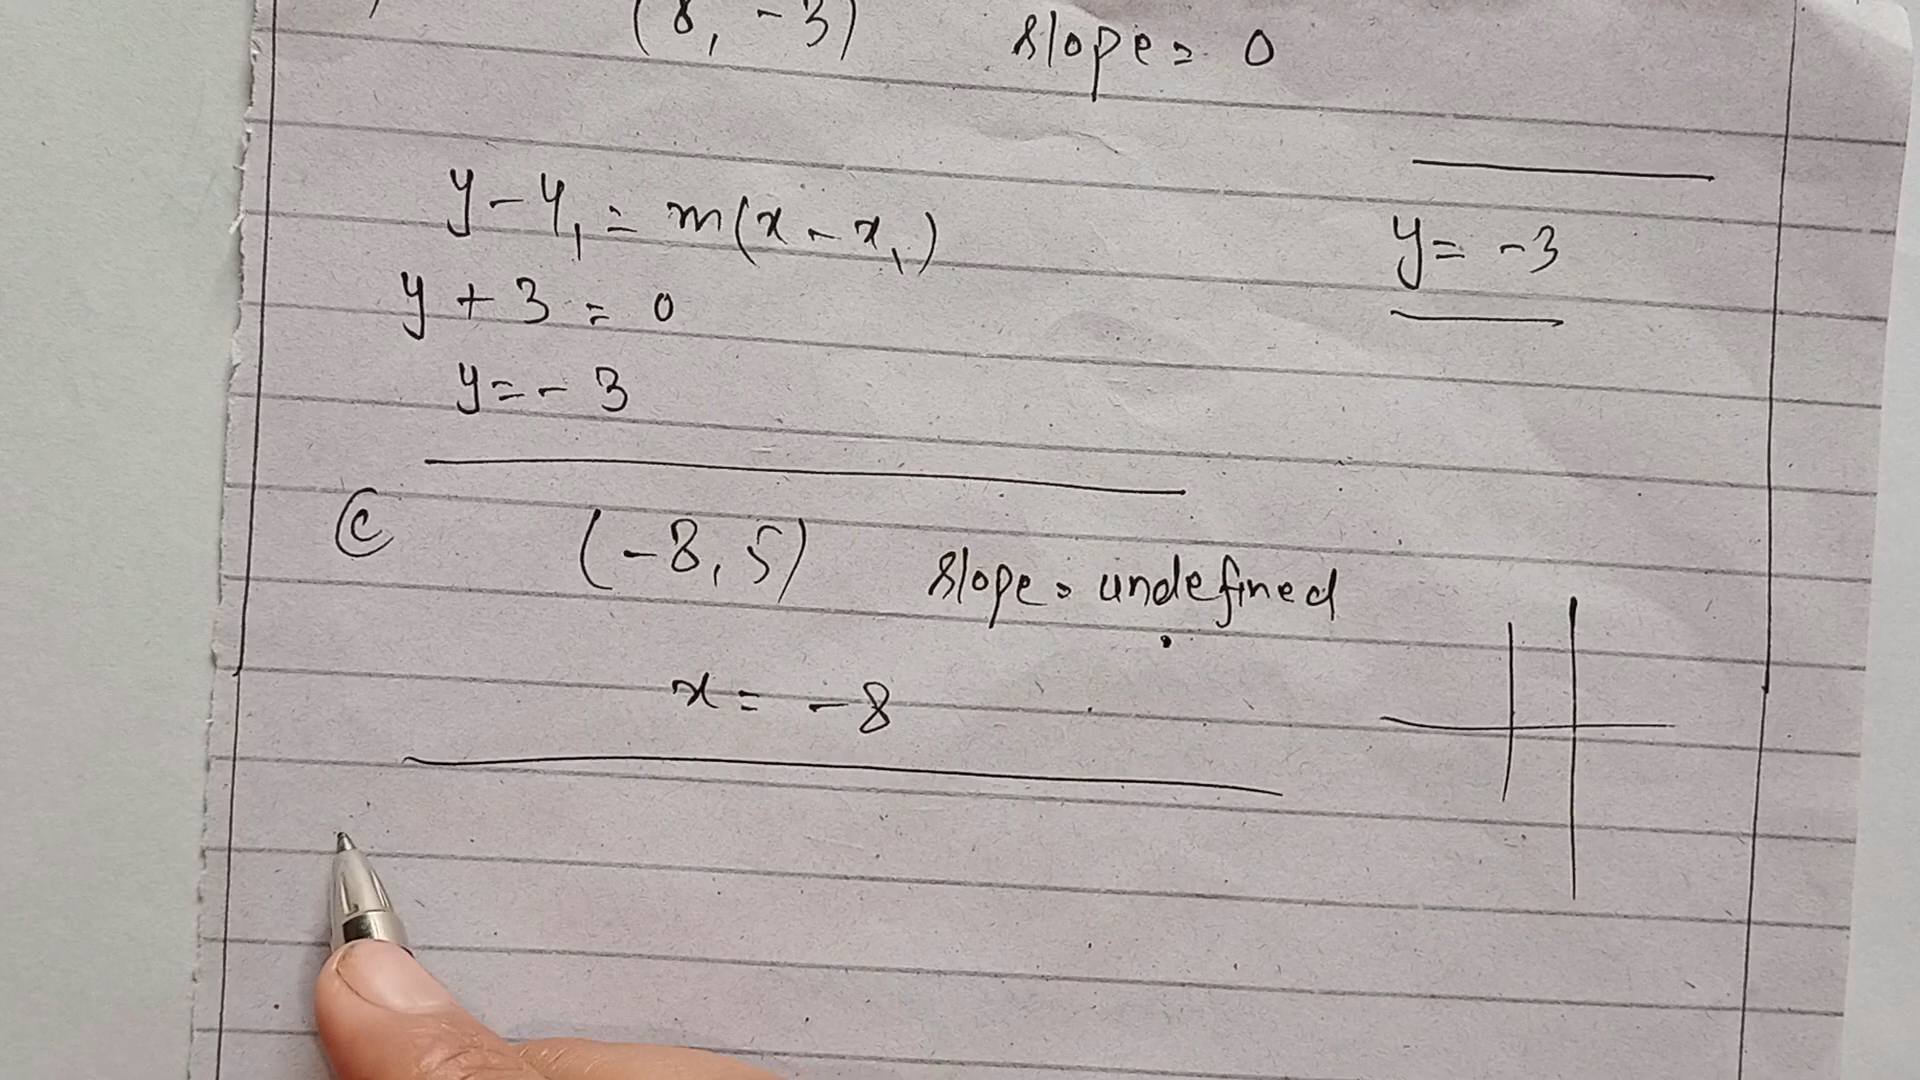 (8, -3) slope = 0
y - y₁ = m(x - x₁)
y = -3
y + 3 = 0
y = - 3
ⓒ (-8, 5) slope = undefined
x = -8